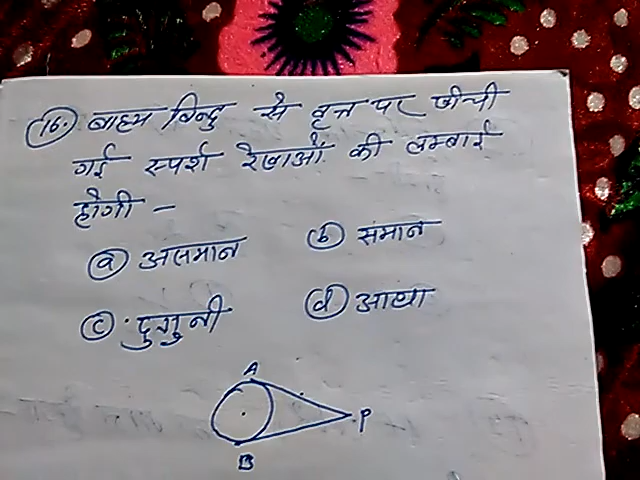 16. बाह्य विन्दु से वृत्त पर खीची
गई स्पर्श रेखाओं की लम्बाई
होगी –
(a) असमान (b) समान
(c) दुगुनी (d) आधा
A
P
B